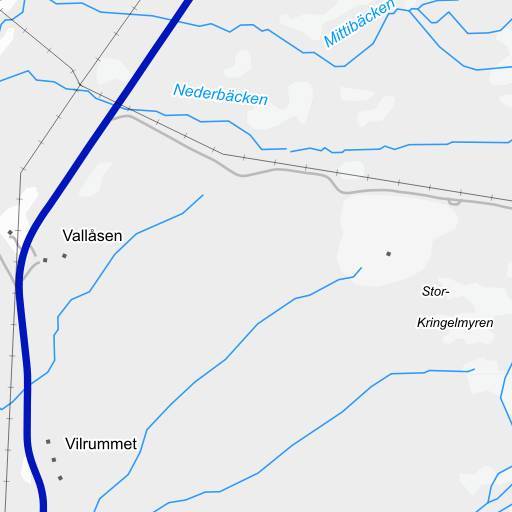 Mittibäcken
Nederbäcken
Vallåsen
Stor-
Kringelmyren
Vilrummet